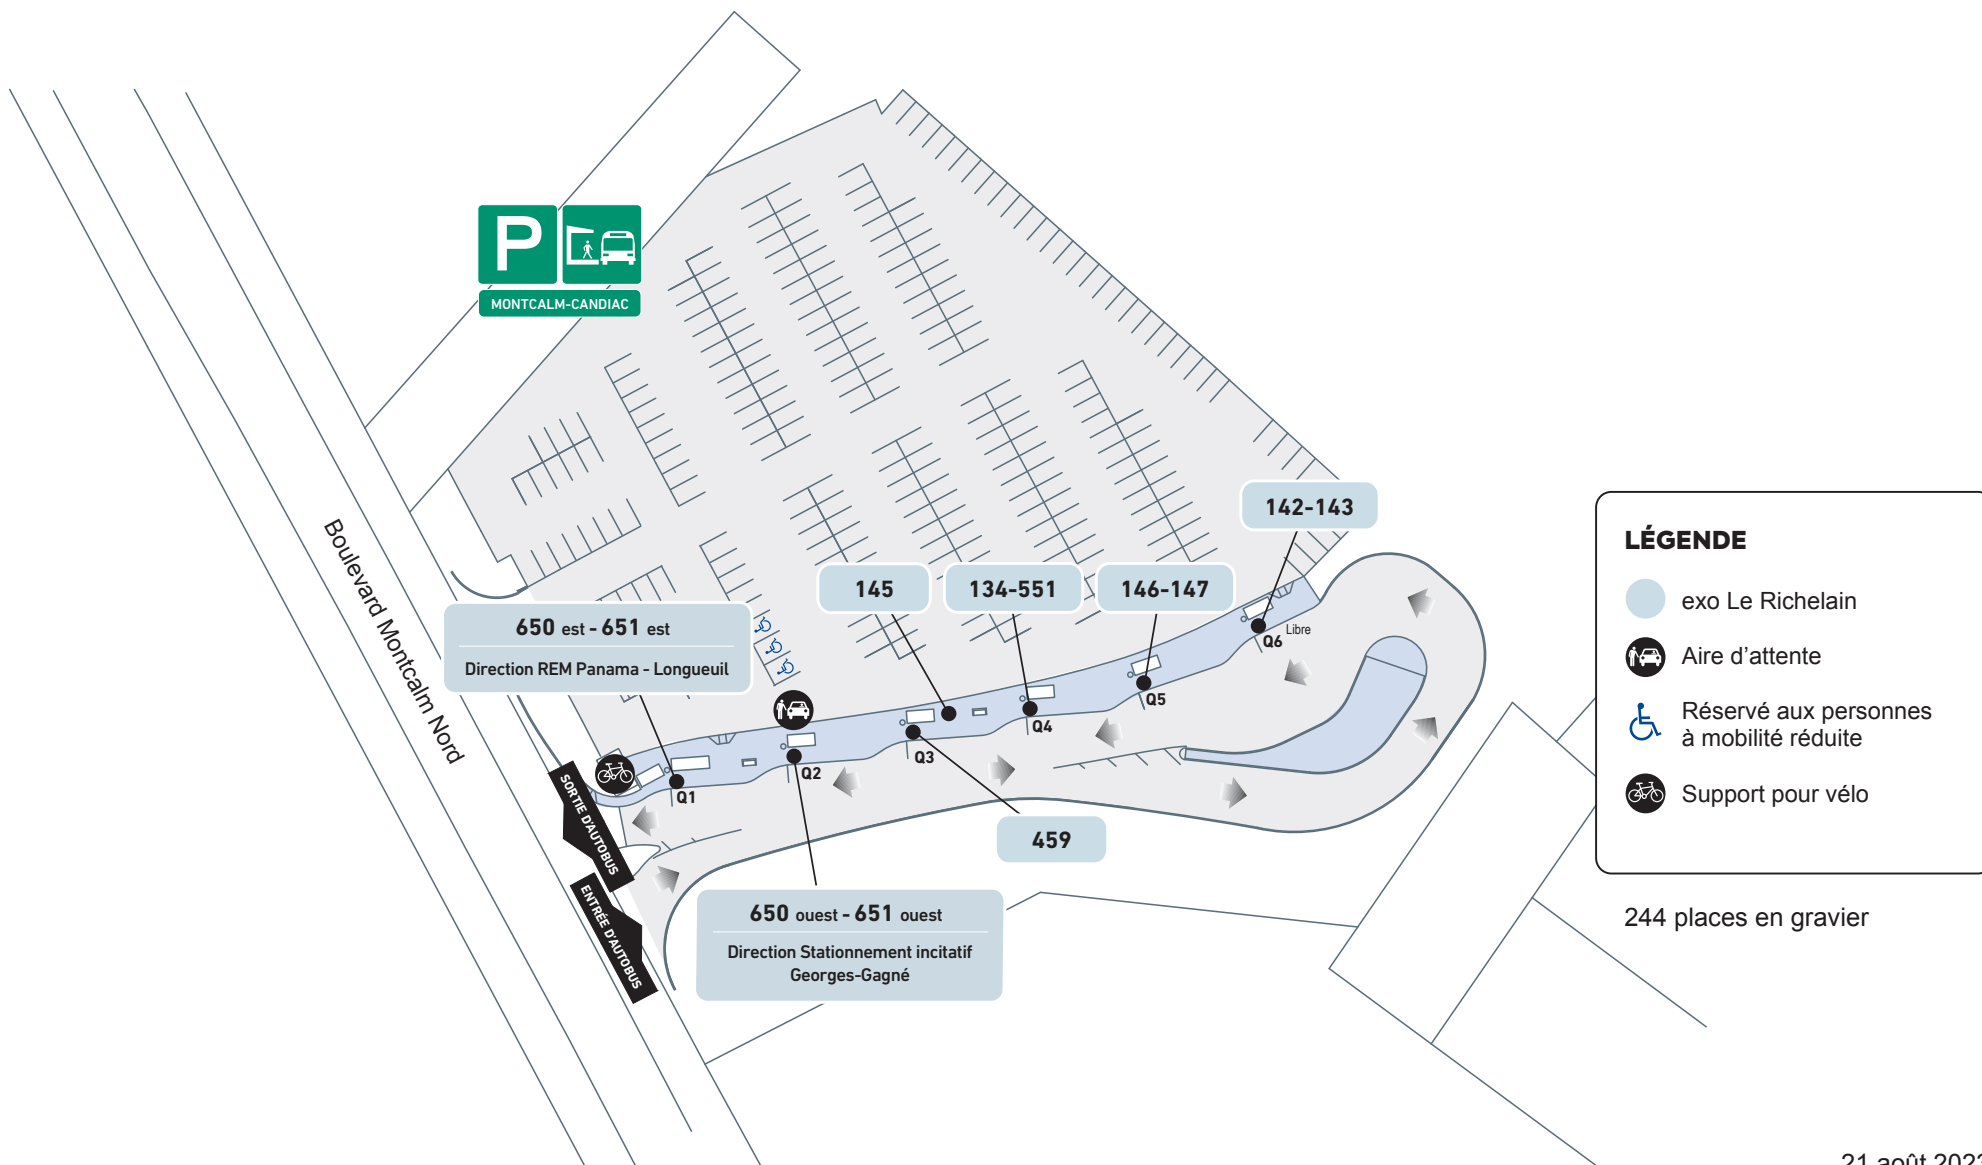 P
MONTCALM-CANDIAC
Boulevard Montcalm Nord
650 est - 651 est
Direction REM Panama - Longueuil
145
134-551
146-147
142-143
Q1
Q2
Q3
Q4
Q5
Q6
Libre
459
650 ouest - 651 ouest
Direction Stationnement incitatif
Georges-Gagné
SORTIE D'AUTOBUS
ENTRÉE D'AUTOBUS
LÉGENDE
exo Le Richelain
Aire d'attente
Réservé aux personnes
à mobilité réduite
Support pour vélo
244 places en gravier
21 août